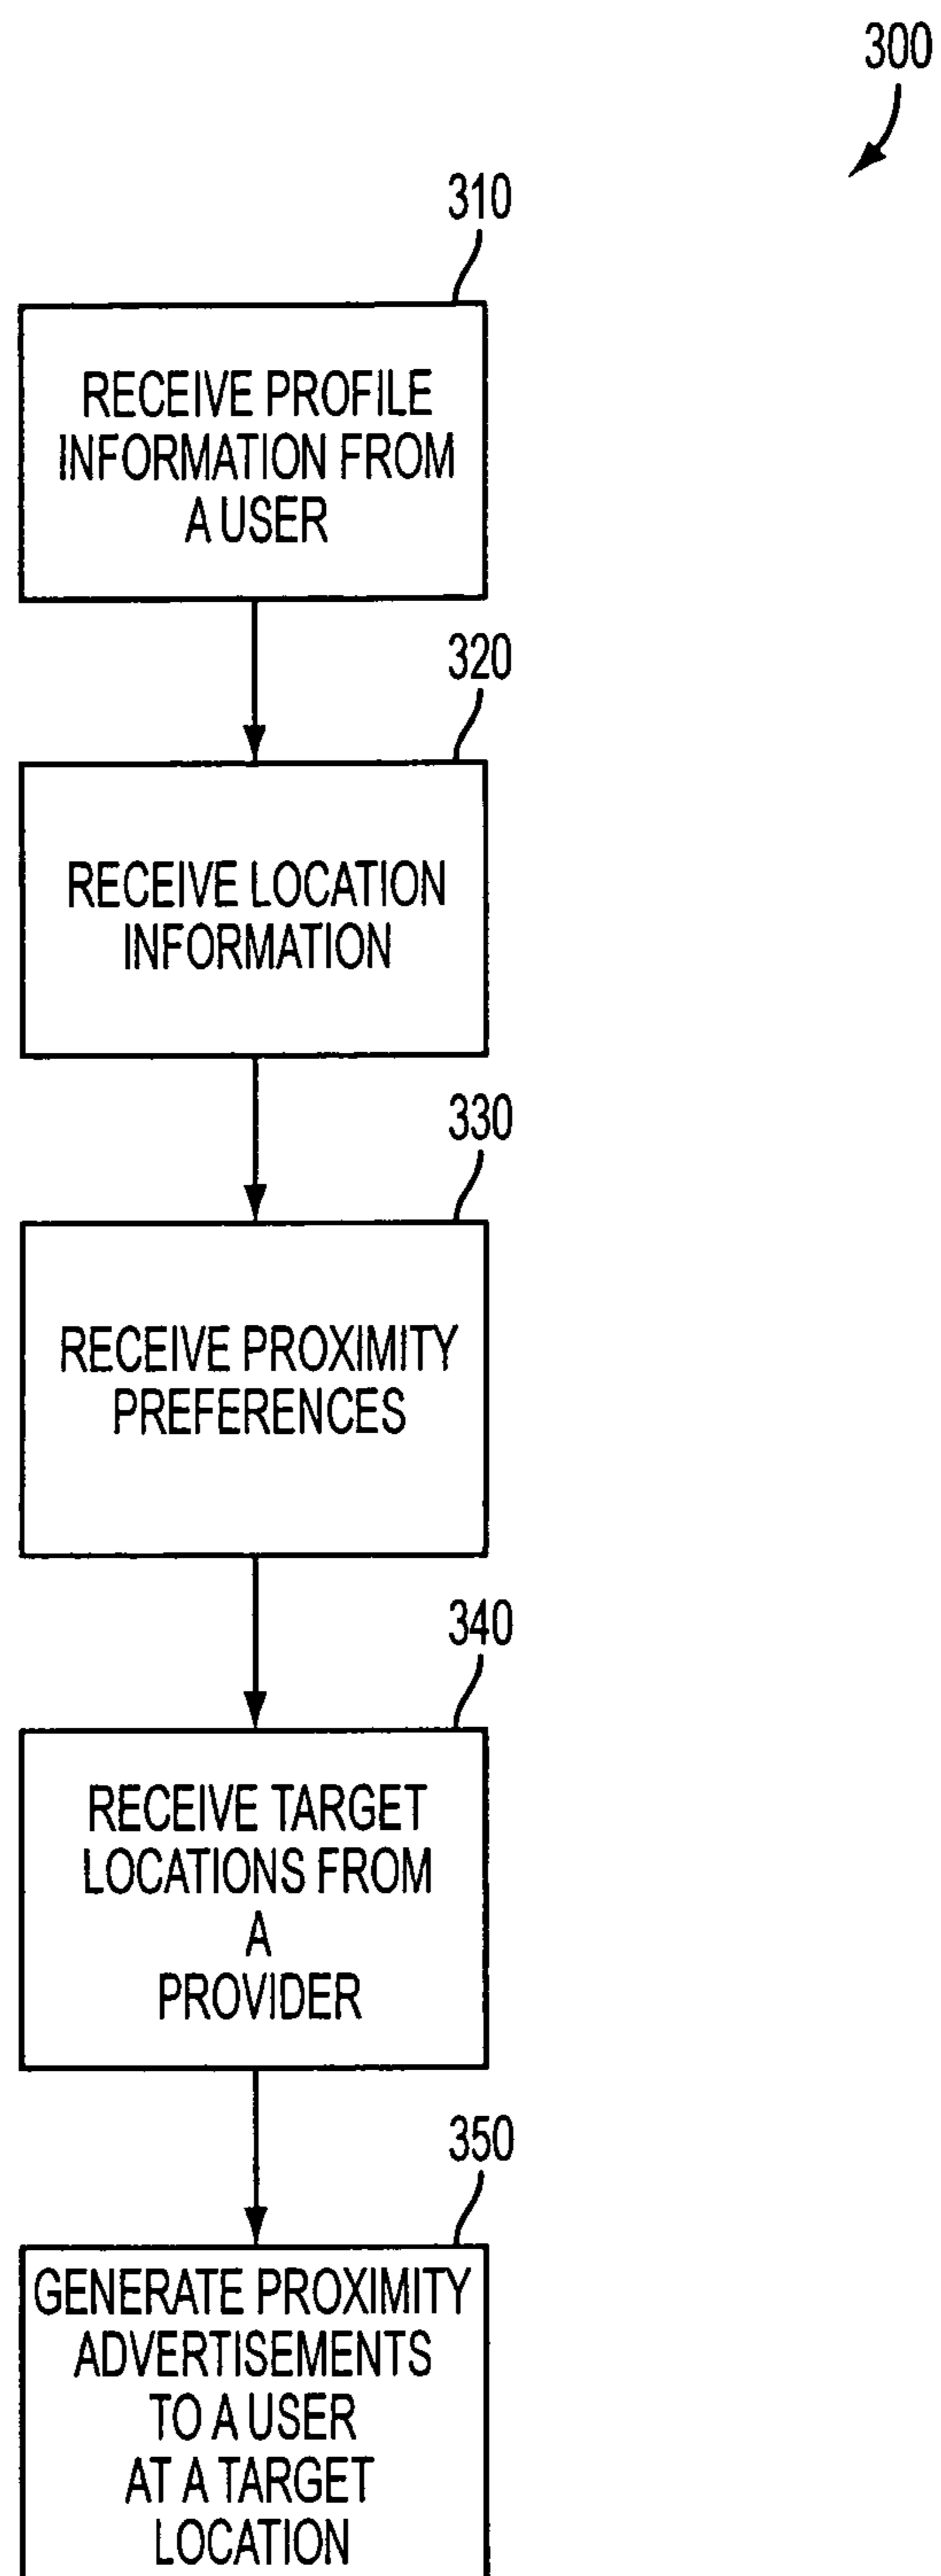 300
310
RECEIVE PROFILE
INFORMATION FROM
A USER
320
RECEIVE LOCATION
INFORMATION
330
RECEIVE PROXIMITY
PREFERENCES
340
RECEIVE TARGET
LOCATIONS FROM
A
PROVIDER
350
GENERATE PROXIMITY
ADVERTISEMENTS
TO A USER
AT A TARGET
LOCATION